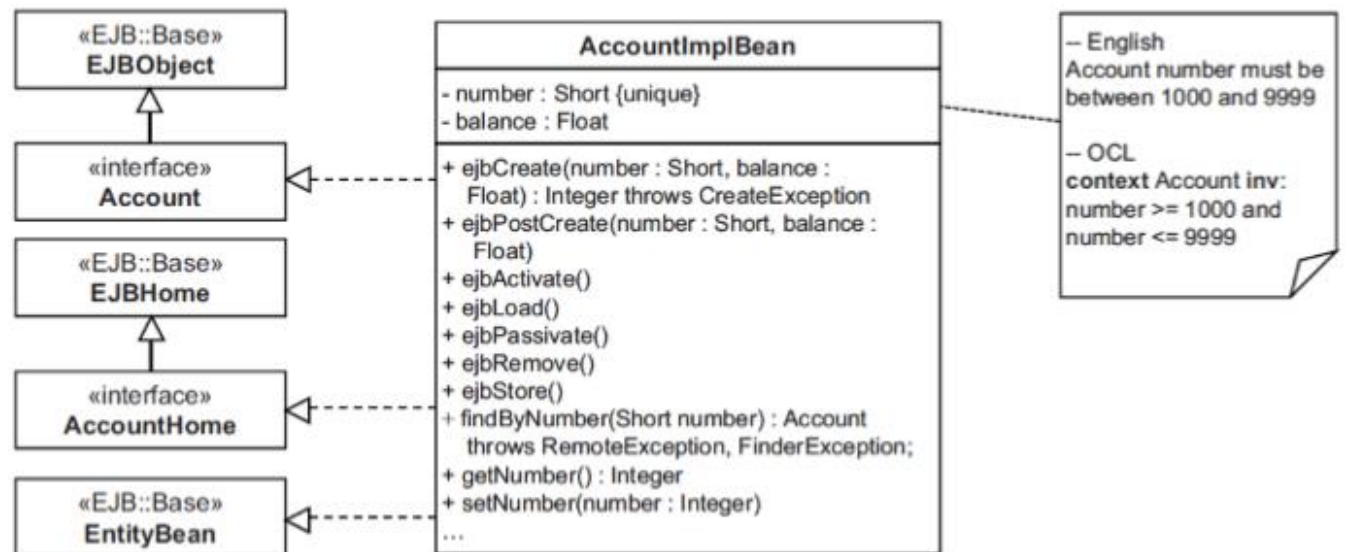 «EJB::Base»
EJBObject
«interface»
Account
«EJB::Base»
EJBHome
«interface»
AccountHome
«EJB::Base»
EntityBean
AccountImplBean
- number : Short {unique}
- balance : Float
+ ejbCreate(number : Short, balance :
Float) : Integer throws CreateException
+ ejbPostCreate(number : Short, balance :
Float)
+ ejbActivate()
+ ejbLoad()
+ ejbPassivate()
+ ejbRemove()
+ ejbStore()
+ findByNumber(Short number) : Account
throws RemoteException, FinderException;
+ getNumber() : Integer
+ setNumber(number : Integer)
...
-- English
Account number must be
between 1000 and 9999
-- OCL
context Account inv:
number >= 1000 and
number <= 9999